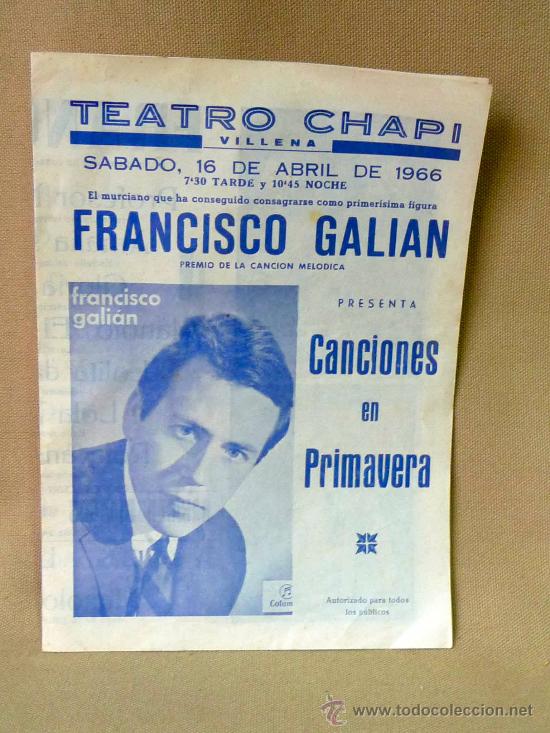 TEATRO CHAPI
VILLENA
SABADO, 16 DE ABRIL DE 1966
7'30 TARDE y 10'45 NOCHE
El murciano que ha conseguido consagrarse como primerísima figura
FRANCISCO GALIAN
PREMIO DE LA CANCION MELODICA
francisco
galián
PRESENTA
Canciones
en
Primavera
Autorizado para todos
los públicos
todocoleccion
www.todocoleccion.net